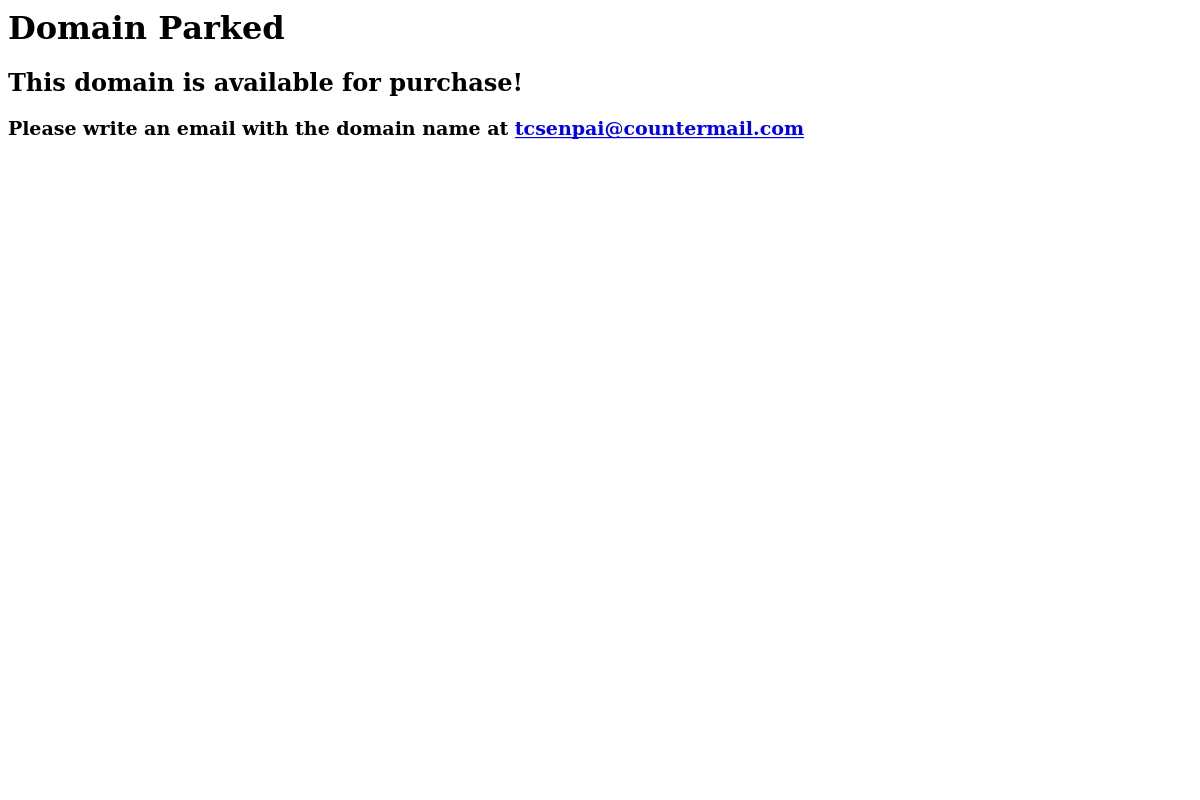 Domain Parked
This domain is available for purchase!
Please write an email with the domain name at tcsenpai@countermail.com